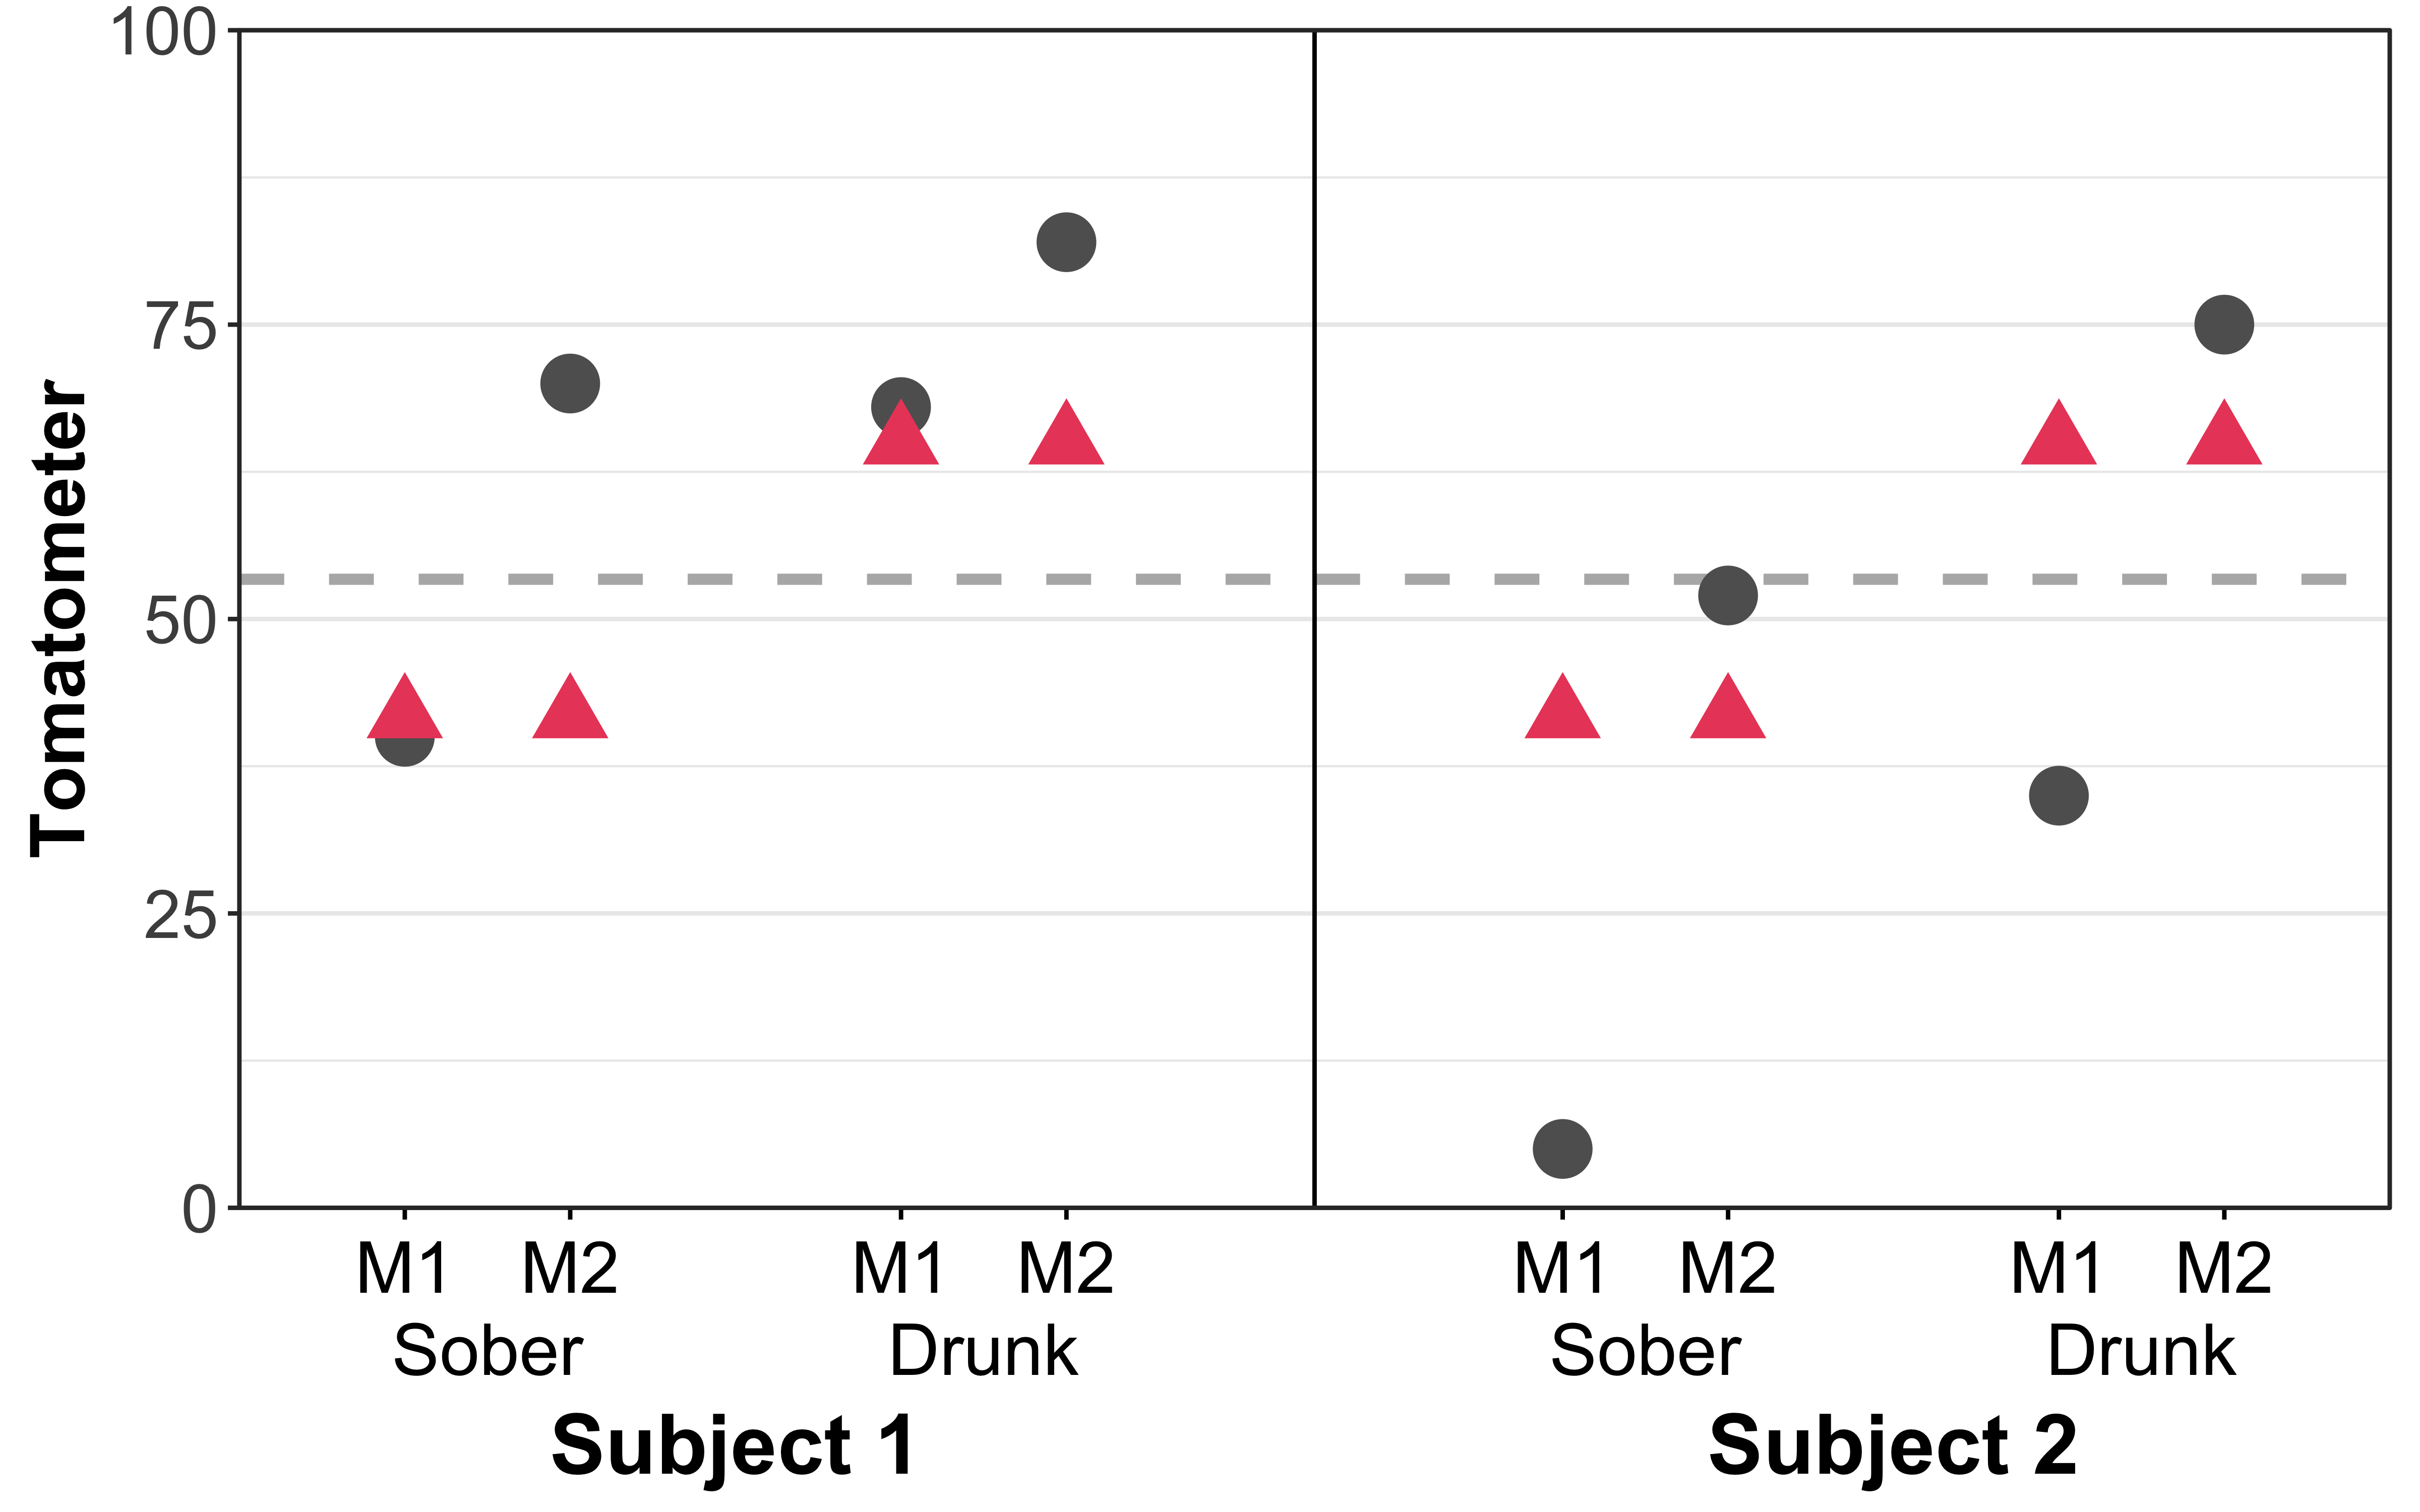 Tomatometer
100
75
50
25
0
M1 M2 M1 M2 M1 M2 M1 M2
Sober Drunk Sober Drunk
Subject 1 Subject 2